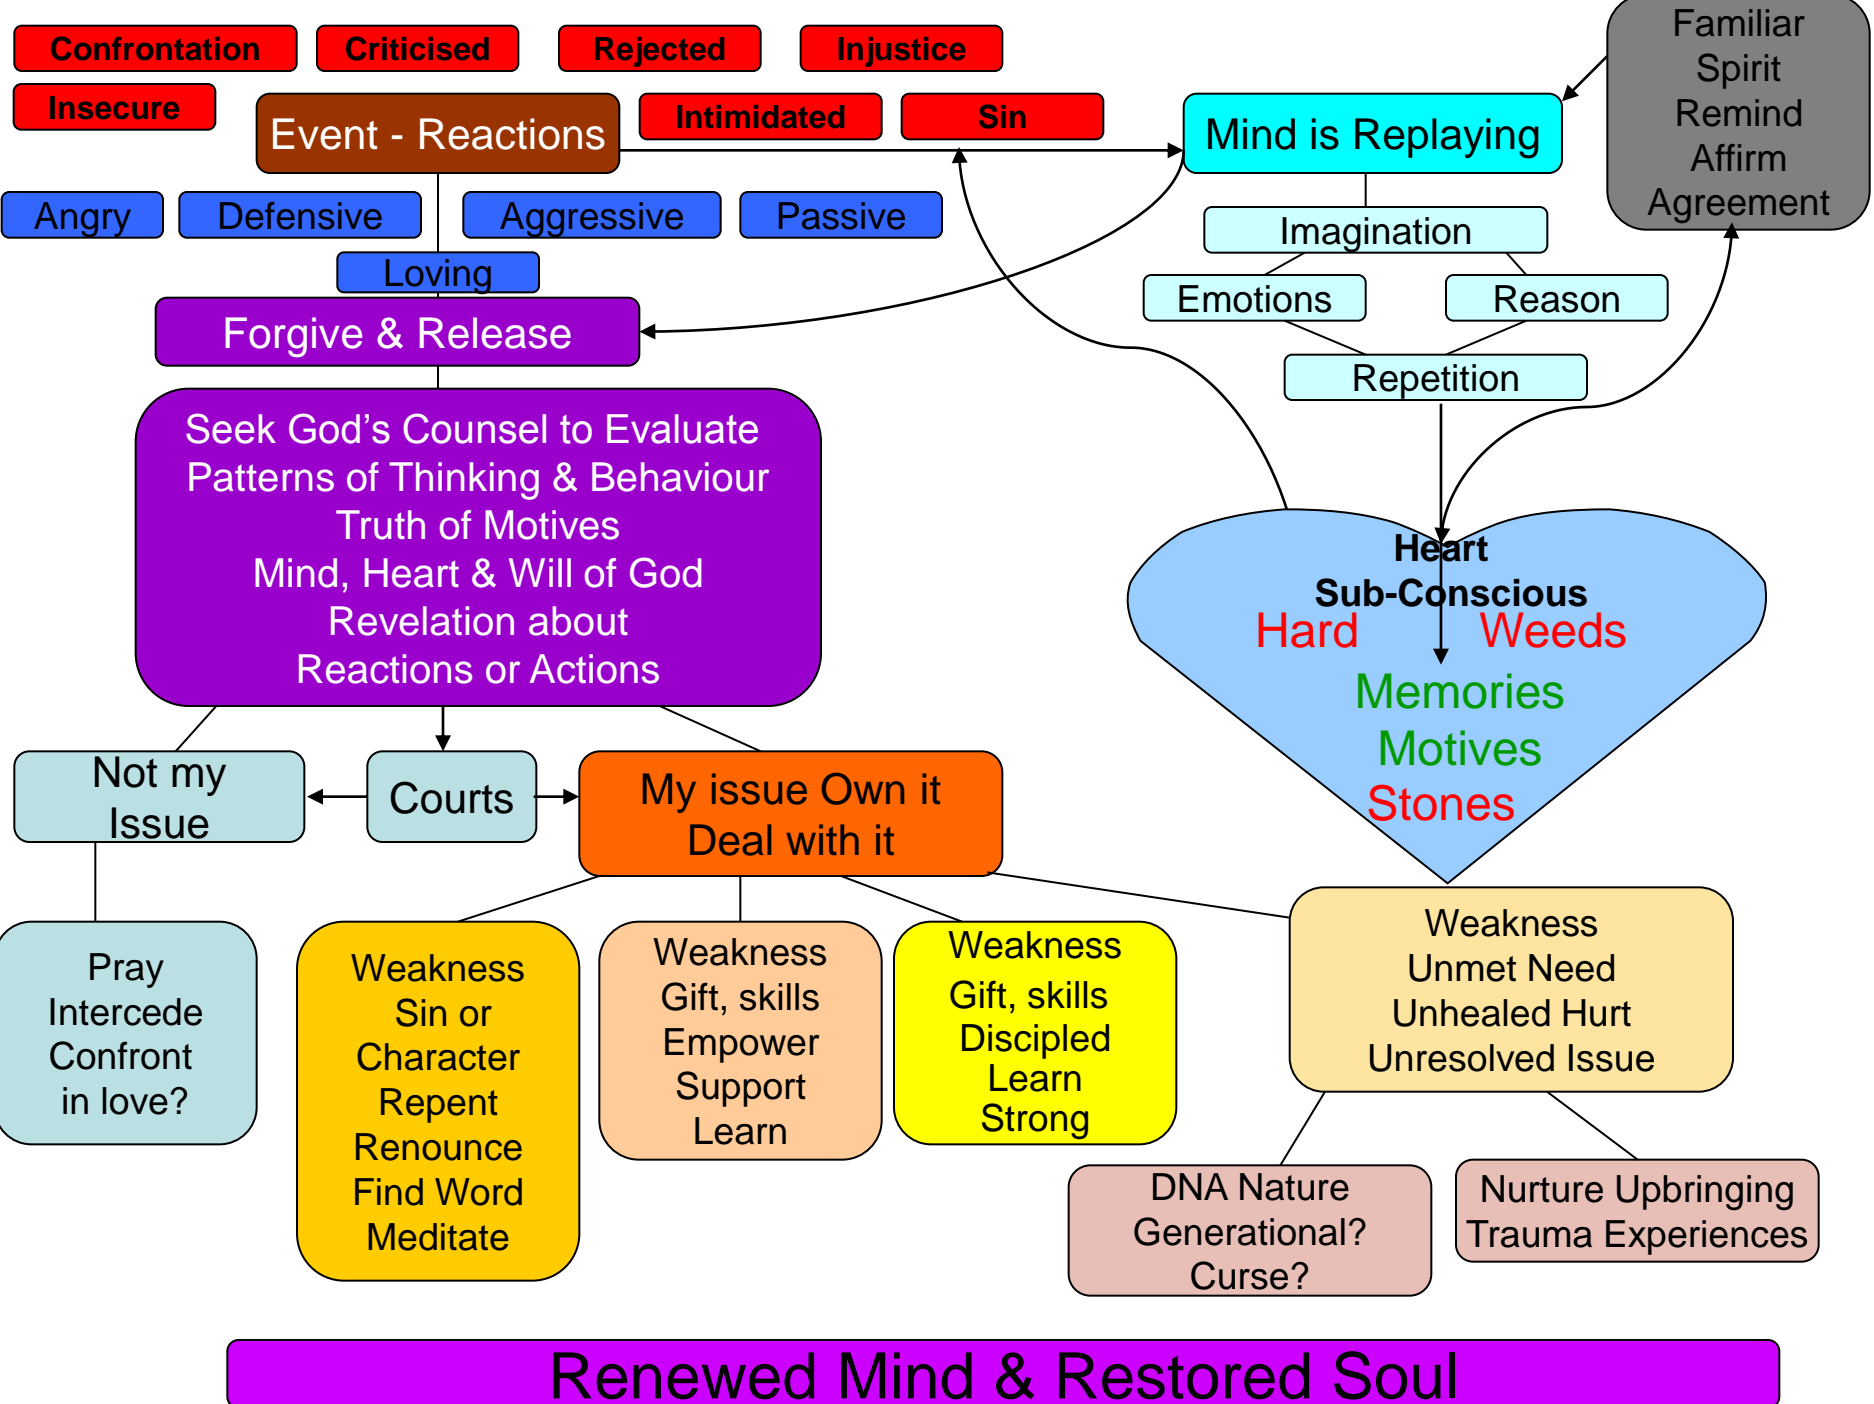 Confrontation
Criticised
Rejected
Injustice
Insecure
Event - Reactions
Intimidated
Sin
Mind is Replaying
Familiar
Spirit
Remind
Affirm
Agreement
Angry
Defensive
Aggressive
Passive
Loving
Imagination
Emotions
Reason
Repetition
Forgive & Release
Seek God’s Counsel to Evaluate
Patterns of Thinking & Behaviour
Truth of Motives
Mind, Heart & Will of God
Revelation about
Reactions or Actions
Heart
Sub-Conscious
Hard
Weeds
Memories
Motives
Stones
Not my
Issue
Courts
My issue Own it
Deal with it
Pray
Intercede
Confront
in love?
Weakness
Sin or
Character
Repent
Renounce
Find Word
Meditate
Weakness
Gift, skills
Empower
Support
Learn
Weakness
Gift, skills
Discipled
Learn
Strong
Weakness
Unmet Need
Unhealed Hurt
Unresolved Issue
DNA Nature
Generational?
Curse?
Nurture Upbringing
Trauma Experiences
Renewed Mind & Restored Soul